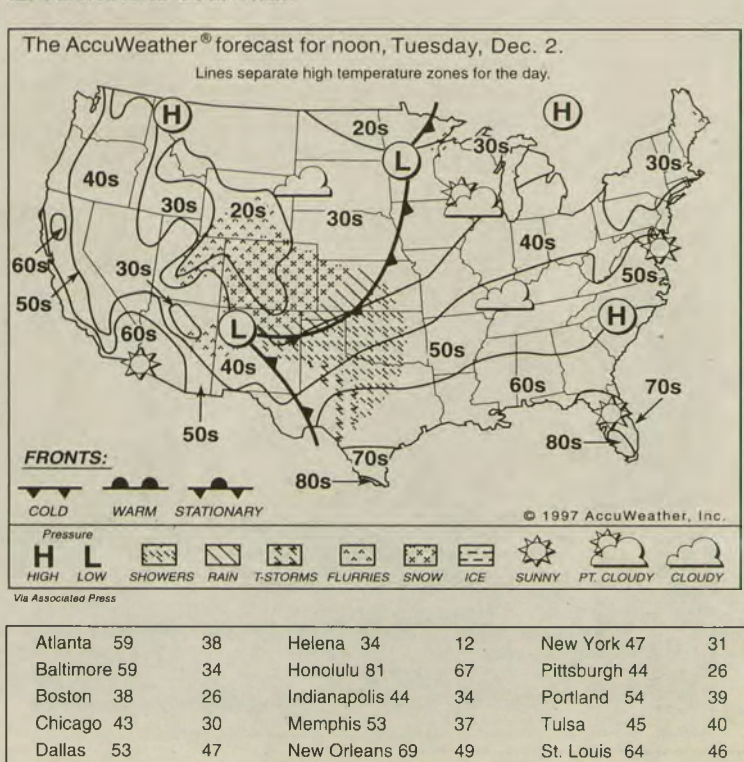 The AccuWeather® forecast for noon, Tuesday, Dec. 2.
Lines separate high temperature zones for the day.
H
H
20s
L
30s
30s
40s
30s
20s
30s
40s
60s
30s
50s
50s
60s
L
H
40s
50s
60s
70s
50s
80s
70s
80s
FRONTS:
COLD WARM STATIONARY
© 1997 AccuWeather, Inc.
Pressure
H L
HIGH LOW SHOWERS RAIN T-STORMS FLURRIES SNOW ICE SUNNY PT. CLOUDY CLOUDY
Via Associated Press
Atlanta 59 38 Helena 34 12 New York 47 31
Baltimore 59 34 Honolulu 81 67 Pittsburgh 44 26
Boston 38 26 Indianapolis 44 34 Portland 54 39
Chicago 43 30 Memphis 53 37 Tulsa 45 40
Dallas 53 47 New Orleans 69 49 St. Louis 64 46